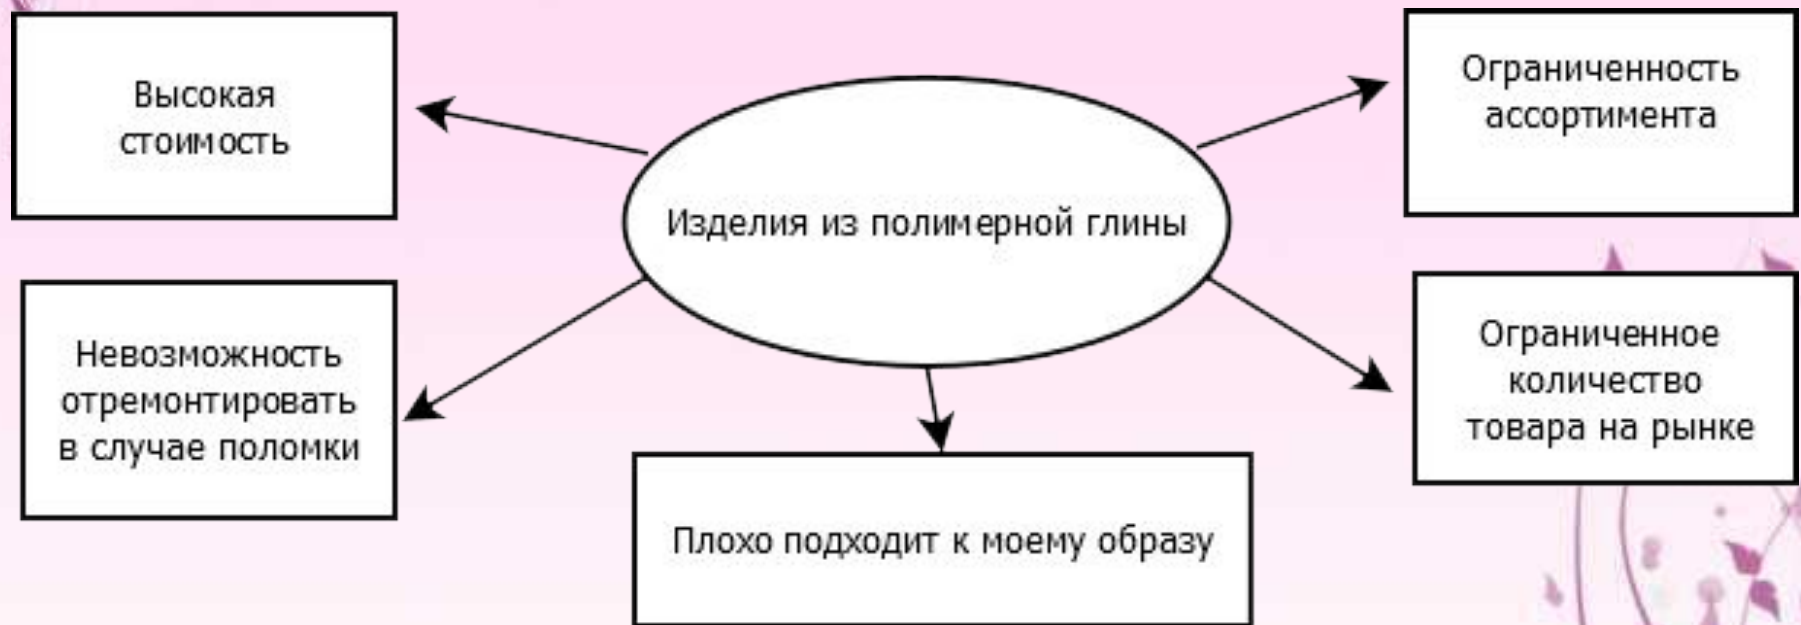 Высокая
стоимость
Ограниченность
ассортимента
Изделия из полимерной глины
Невозможность
отремонтировать
в случае поломки
Ограниченное
количество
товара на рынке
Плохо подходит к моему образу